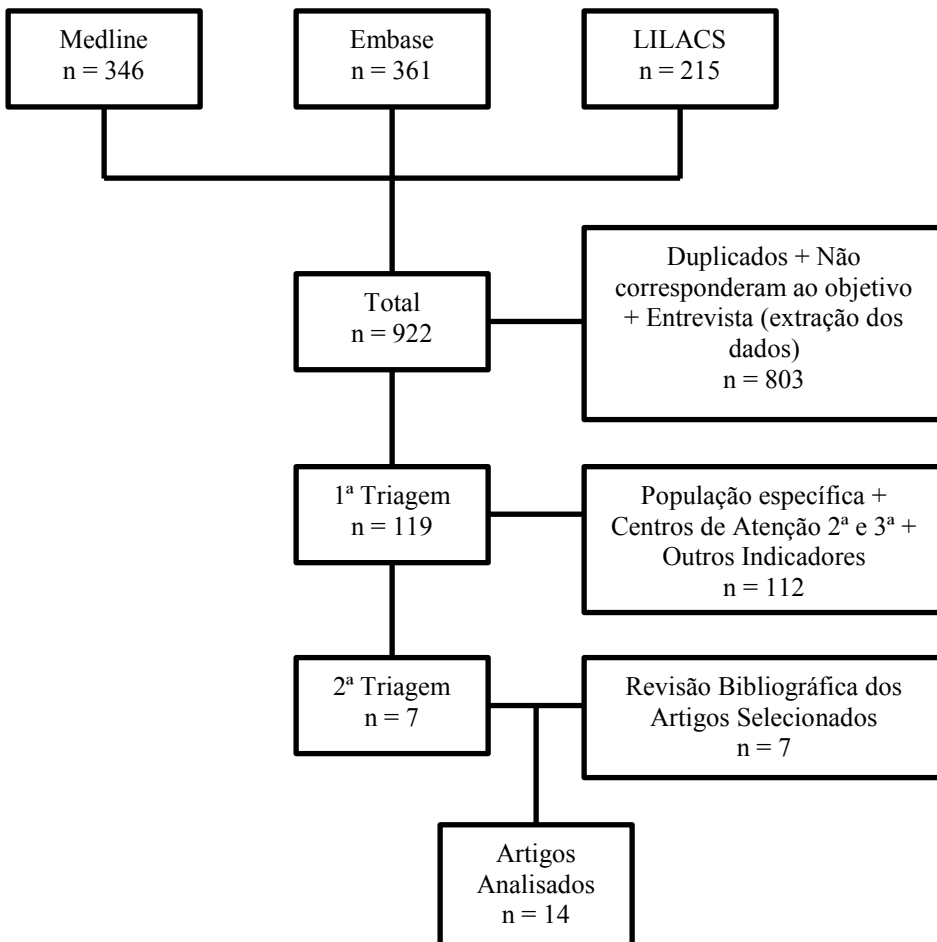 Medline
n = 346
Embase
n = 361
LILACS
n = 215
Total
n = 922
Duplicados + Não
corresponderam ao objetivo
+ Entrevista (extração dos
dados)
n = 803
1ª Triagem
n = 119
População específica +
Centros de Atenção 2ª e 3ª +
Outros Indicadores
n = 112
2ª Triagem
n = 7
Revisão Bibliográfica dos
Artigos Selecionados
n = 7
Artigos
Analisados
n = 14